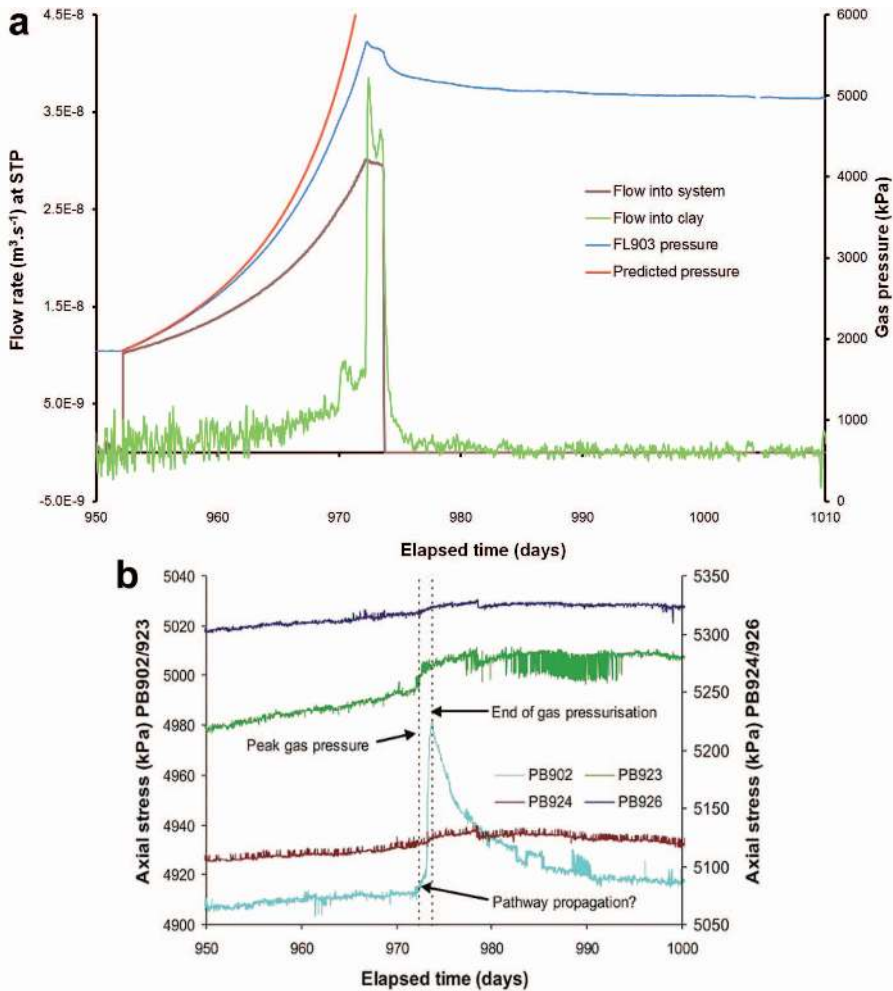 a
4.5E-8
3.5E-8
2.5E-8
1.5E-8
5.0E-9
-5.0E-9
Flow rate (m³.s⁻¹) at STP
6000
5000
4000
3000
2000
1000
0
Gas pressure (kPa)
Flow into system
Flow into clay
FL903 pressure
Predicted pressure
950 960 970 980 990 1000 1010
Elapsed time (days)
b
5040
5020
5000
4980
4960
4940
4920
4900
Axial stress (kPa) PB902/923
5350
5300
5250
5200
5150
5100
5050
Axial stress (kPa) PB924/926
End of gas pressurisation
Peak gas pressure
PB902 PB923
PB924 PB926
Pathway propagation?
950 960 970 980 990 1000
Elapsed time (days)